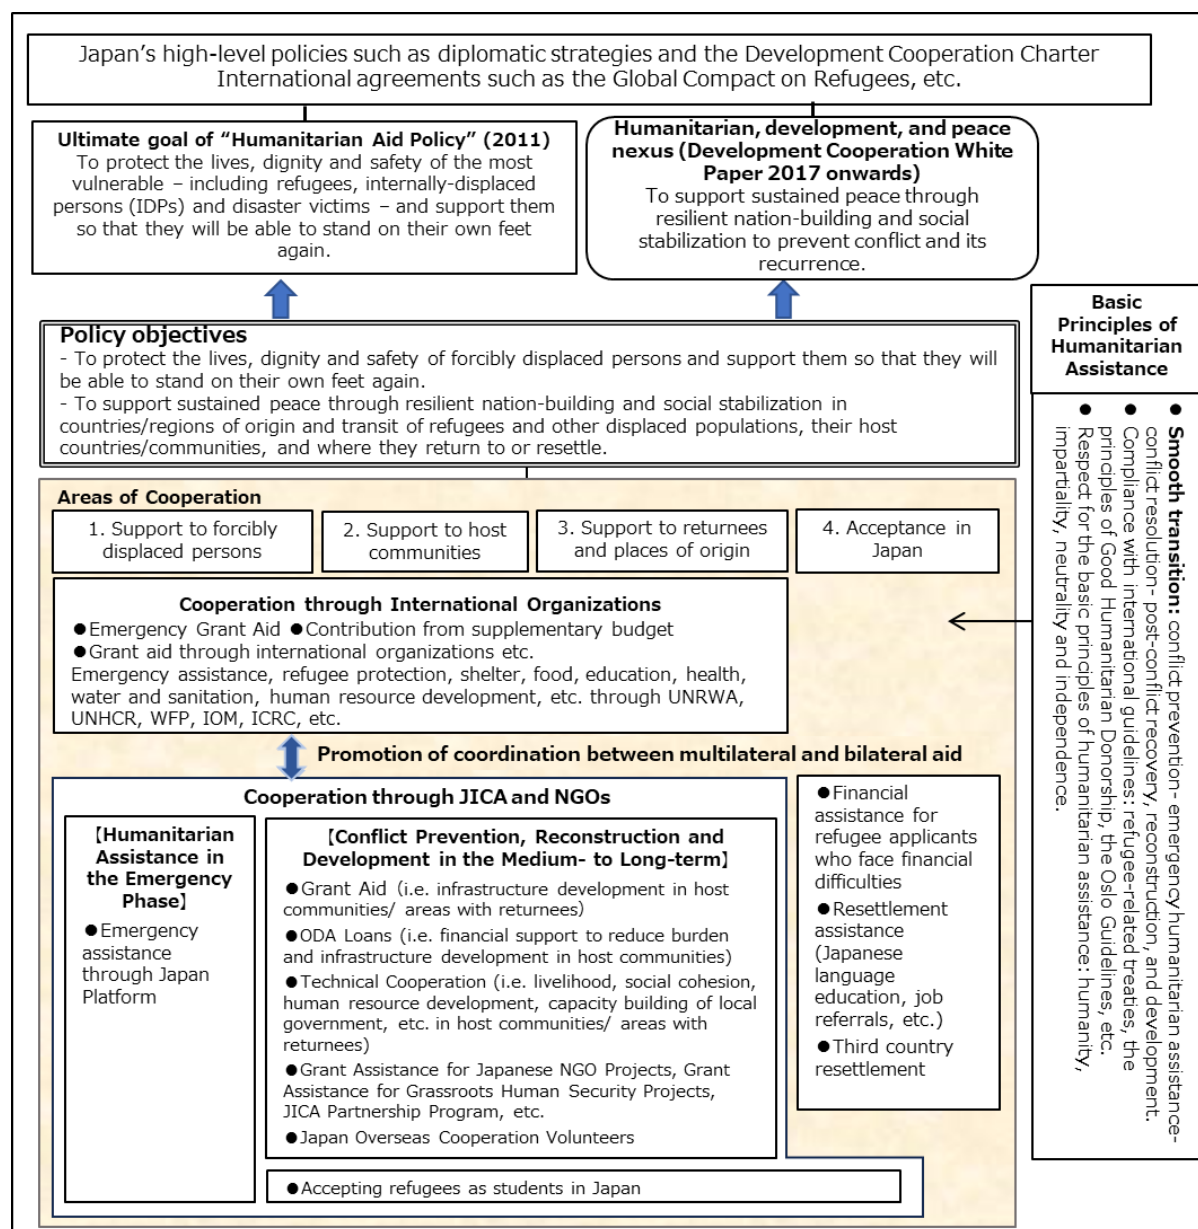 Japan's high-level policies such as diplomatic strategies and the Development Cooperation Charter
International agreements such as the Global Compact on Refugees, etc.
Ultimate goal of "Humanitarian Aid Policy" (2011)
To protect the lives, dignity and safety of the most
vulnerable – including refugees, internally-displaced
persons (IDPs) and disaster victims – and support them
so that they will be able to stand on their own feet
again.
Humanitarian, development, and peace
nexus (Development Cooperation White
Paper 2017 onwards)
To support sustained peace through
resilient nation-building and social
stabilization to prevent conflict and its
recurrence.
Policy objectives
- To protect the lives, dignity and safety of forcibly displaced persons and support them so that they will
be able to stand on their own feet again.
- To support sustained peace through resilient nation-building and social stabilization in
countries/regions of origin and transit of refugees and other displaced populations, their host
countries/communities, and where they return to or resettle.
Basic
Principles of
Humanitarian
Assistance
● Smooth transition: conflict prevention- emergency humanitarian assistance-
conflict resolution- post-conflict recovery, reconstruction, and development.
● Compliance with international guidelines: refugee-related treaties, the
principles of Good Humanitarian Donorship, the Oslo Guidelines, etc.
● Respect for the basic principles of humanitarian assistance: humanity,
impartiality, neutrality and independence.
Areas of Cooperation
1. Support to forcibly
displaced persons
2. Support to host
communities
3. Support to returnees
and places of origin
4. Acceptance in
Japan
Cooperation through International Organizations
●Emergency Grant Aid ●Contribution from supplementary budget
●Grant aid through international organizations etc.
Emergency assistance, refugee protection, shelter, food, education, health,
water and sanitation, human resource development, etc. through UNRWA,
UNHCR, WFP, IOM, ICRC, etc.
Promotion of coordination between multilateral and bilateral aid
Cooperation through JICA and NGOs
【Humanitarian
Assistance in
the Emergency
Phase】
●Emergency
assistance
through Japan
Platform
【Conflict Prevention, Reconstruction and
Development in the Medium- to Long-term】
●Grant Aid (i.e. infrastructure development in host
communities/ areas with returnees)
●ODA Loans (i.e. financial support to reduce burden
and infrastructure development in host communities)
●Technical Cooperation (i.e. livelihood, social cohesion,
human resource development, capacity building of local
government, etc. in host communities/ areas with
returnees)
●Grant Assistance for Japanese NGO Projects, Grant
Assistance for Grassroots Human Security Projects,
JICA Partnership Program, etc.
●Japan Overseas Cooperation Volunteers
●Accepting refugees as students in Japan
●Financial
assistance for
refugee applicants
who face financial
difficulties
●Resettlement
assistance
(Japanese
language
education, job
referrals, etc.)
●Third country
resettlement